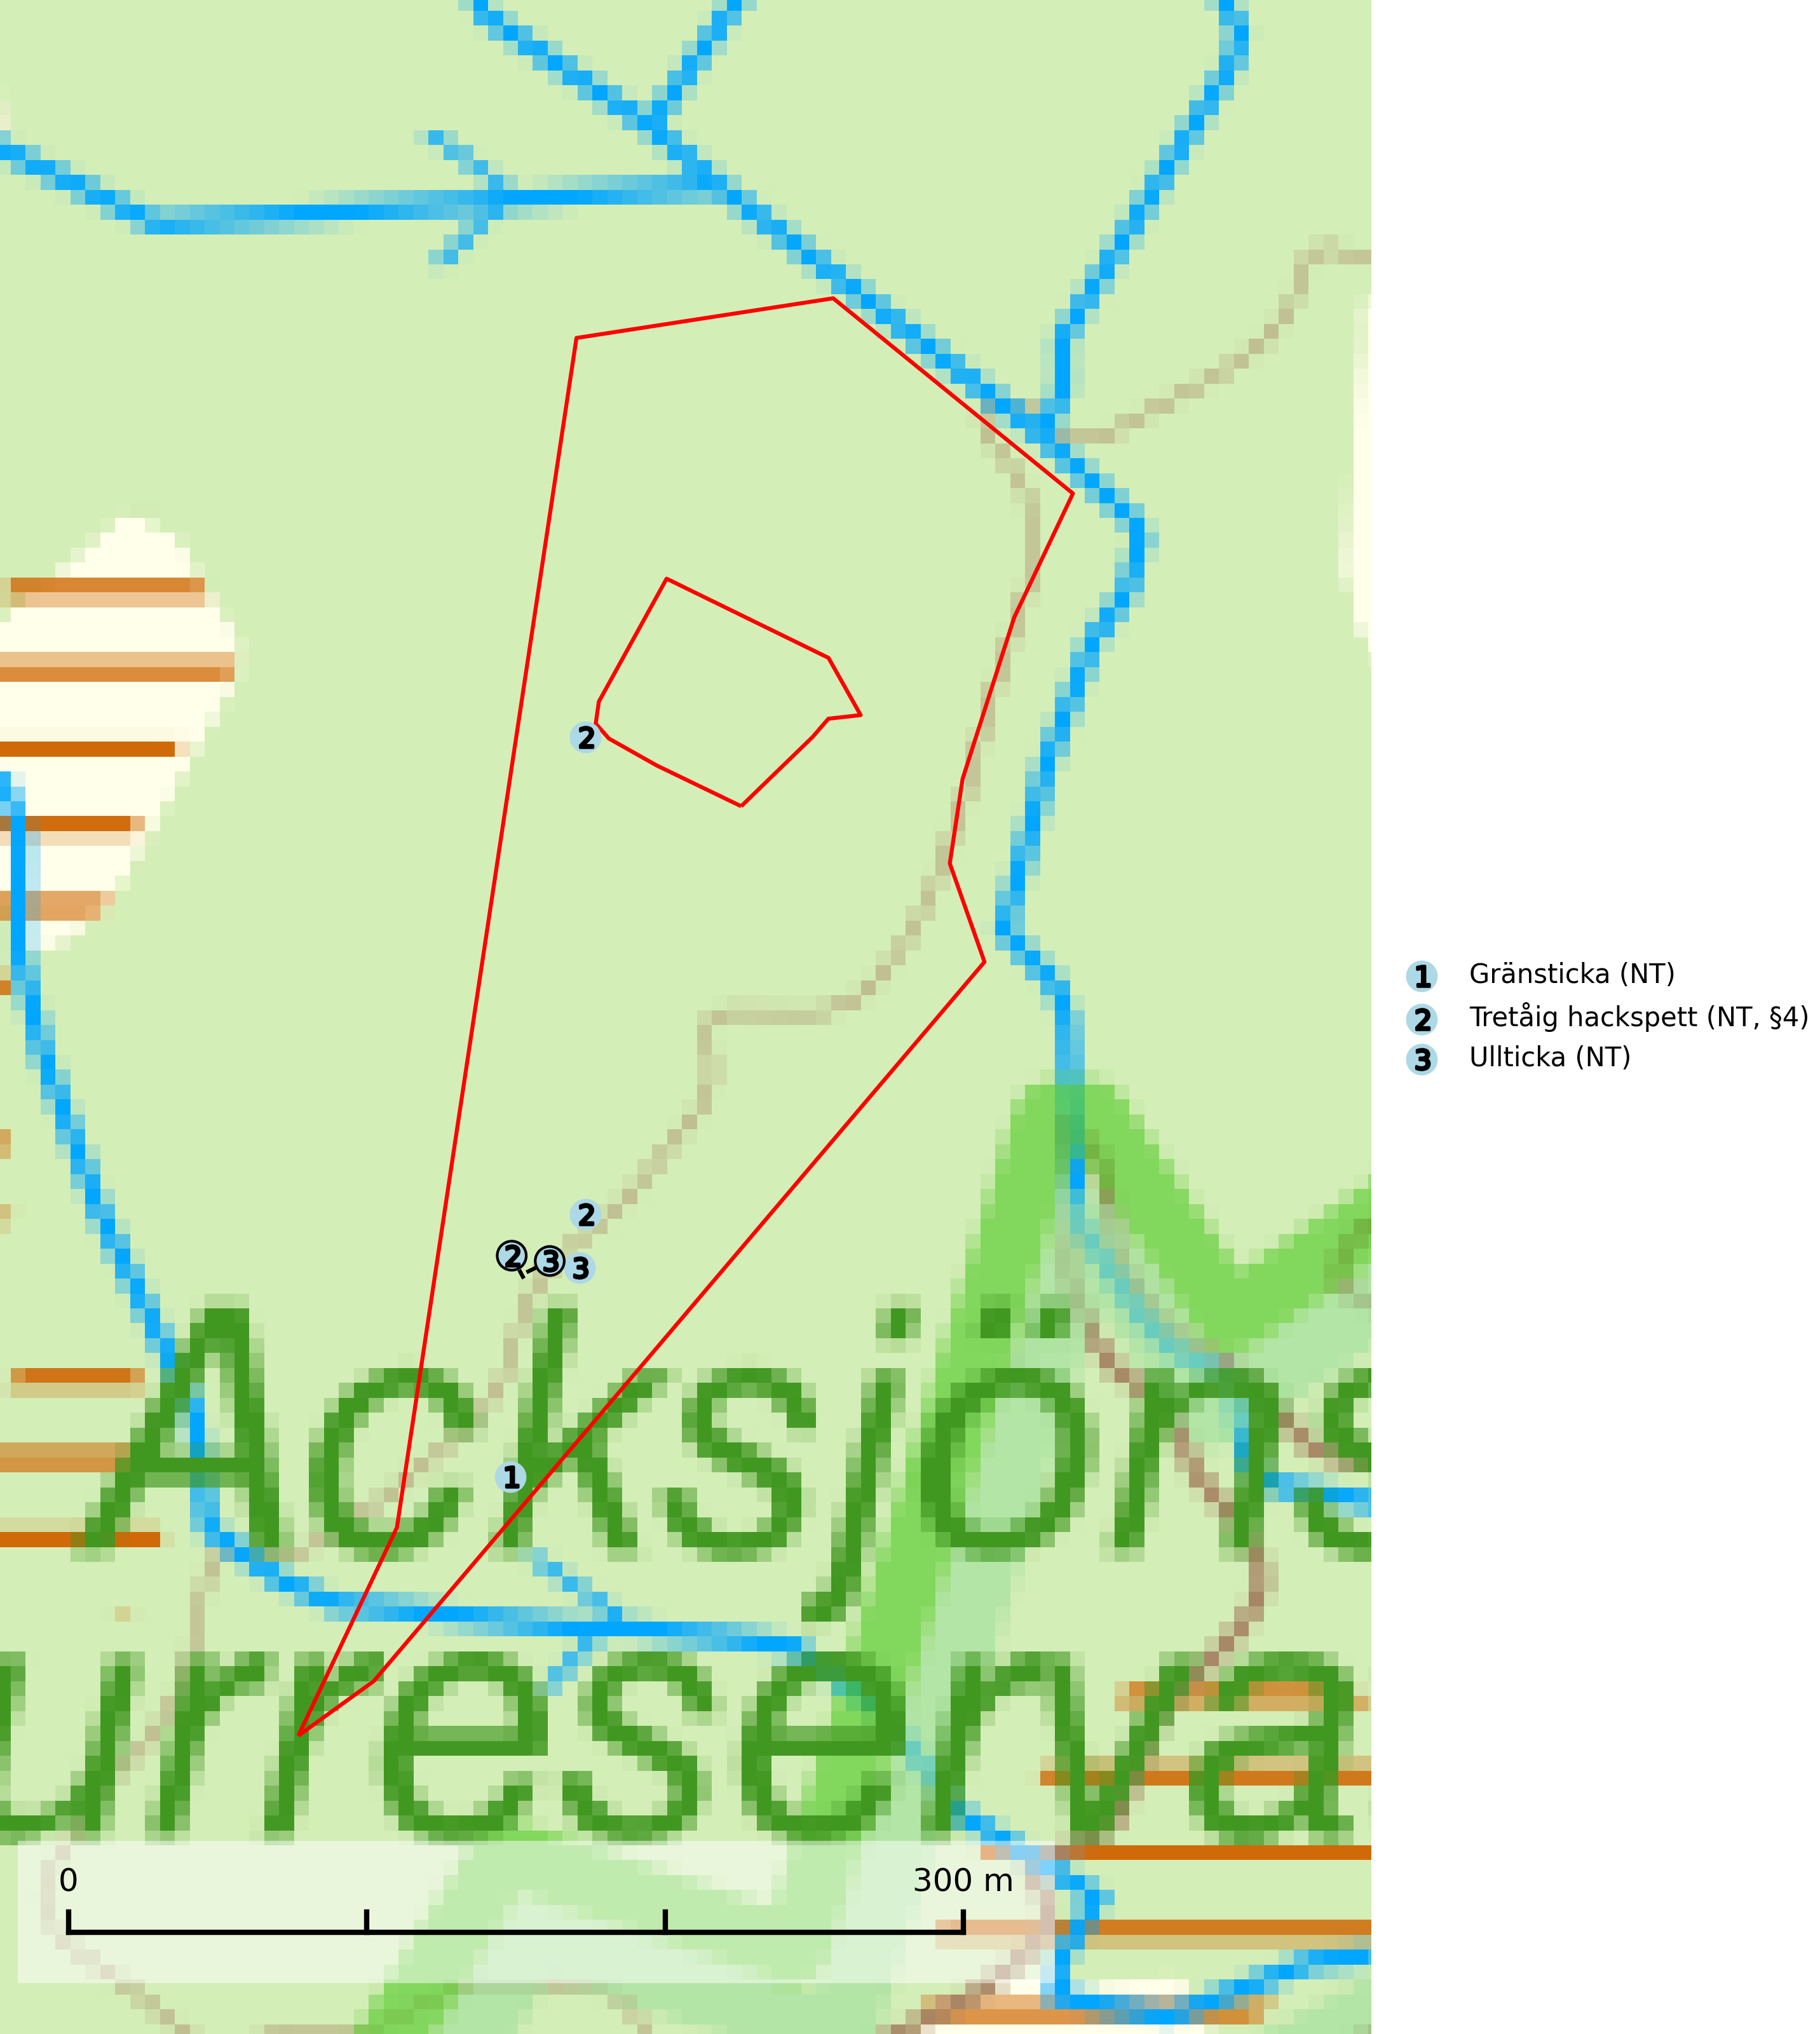 2
2
2 3 3
Acksjöns
1
ureserva
1 Gränsticka (NT)
2 Tretåig hackspett (NT, §4)
3 Ullticka (NT)
0 300 m